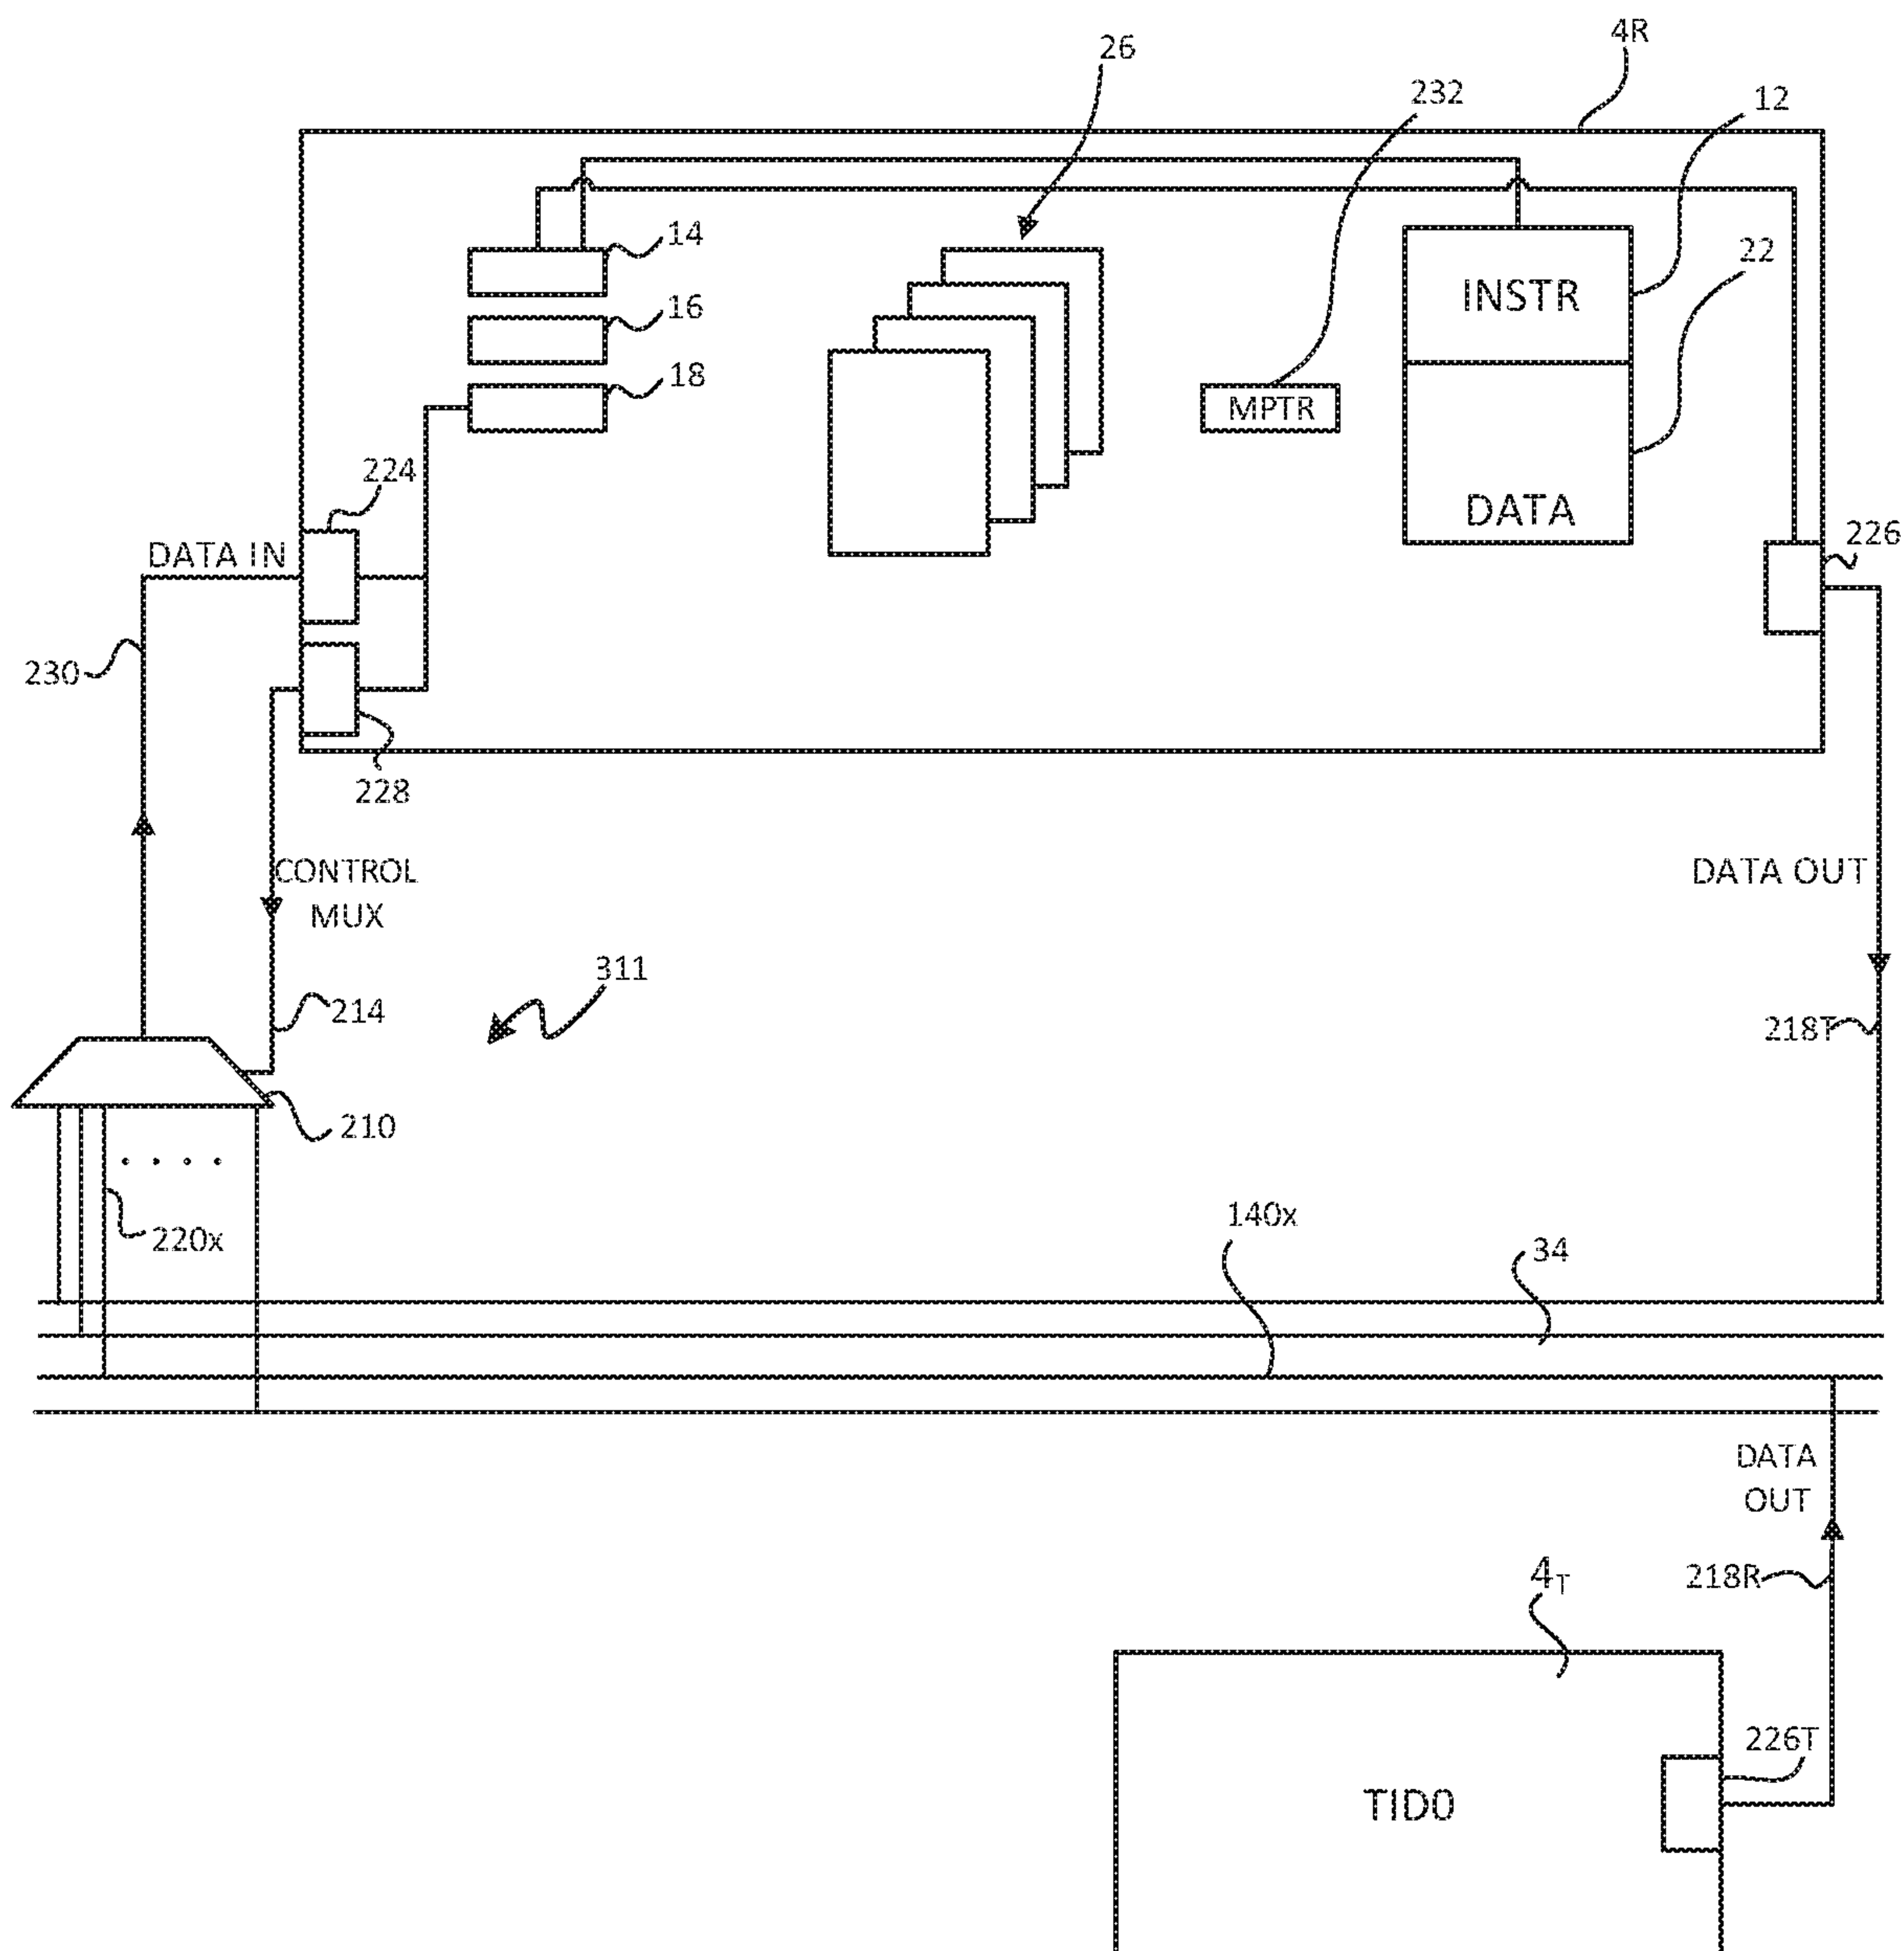 4R
26
232
12
14
INSTR
22
16
18
MPTR
224
DATA
226
DATA IN
230
228
CONTROL
MUX
DATA OUT
311
214
218T
210
. . . .
220x
140x
34
DATA
OUT
4T
218R
226T
TID0